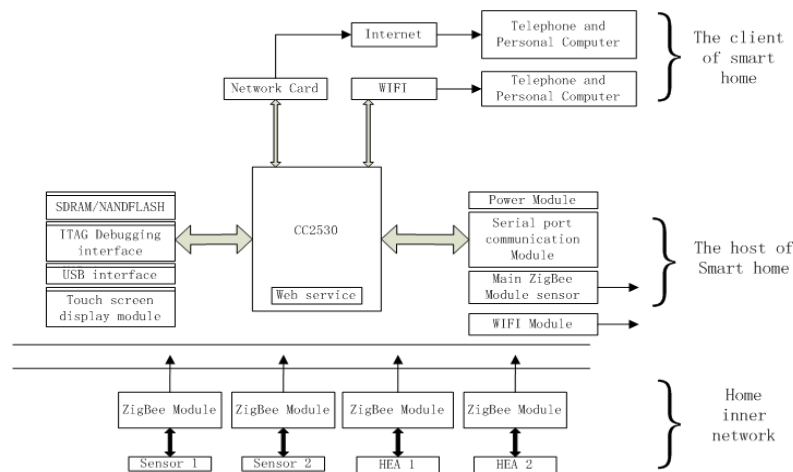 Internet
Telephone and
Personal Computer
The client
of smart
home
Network Card
WIFI
Telephone and
Personal Computer
SDRAM/NANDFLASH
ITAG Debugging
interface
USB interface
Touch screen
display module
CC2530
Web service
Power Module
Serial port
communication
Module
Main ZigBee
Module sensor
WIFI Module
The host of
Smart home
ZigBee Module
ZigBee Module
ZigBee Module
ZigBee Module
Sensor 1
Sensor 2
HEA 1
HEA 2
Home
inner
network